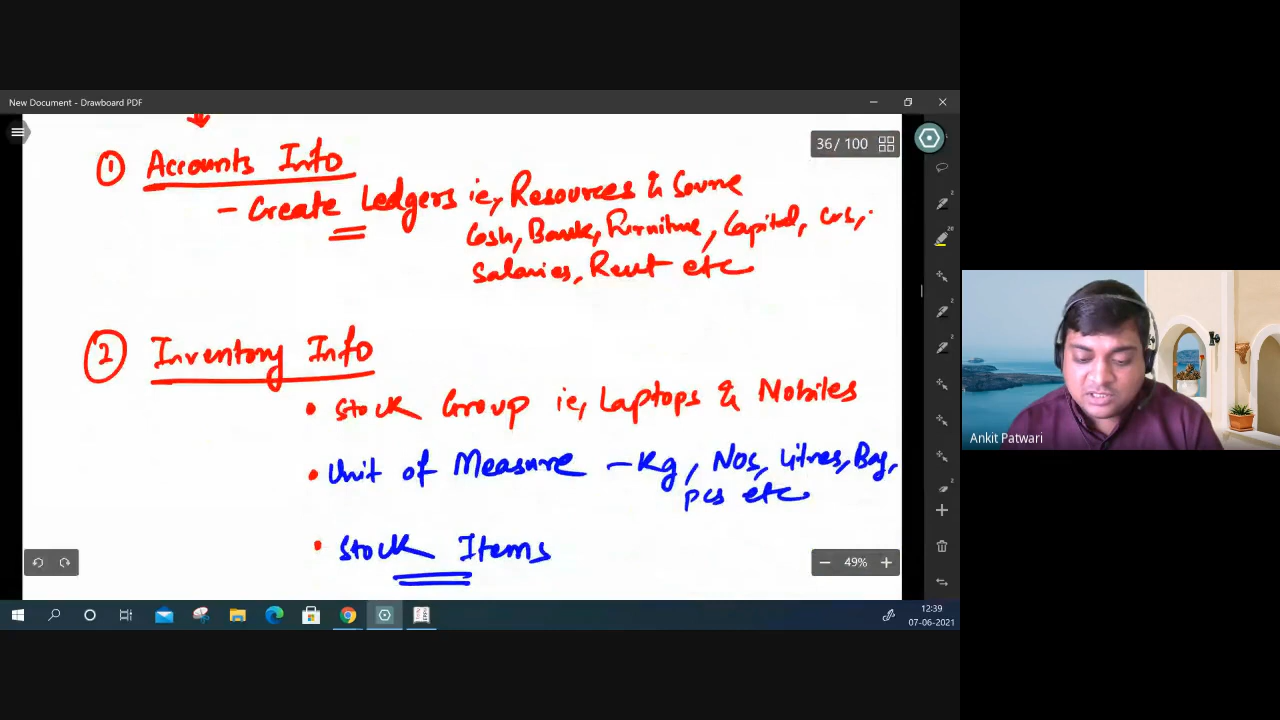 New Document - Drawboard PDF
36 / 100
① Accounts Info
- Create Ledgers ie, Resources & Source
Cash, Bank, Furniture, Capital, Crs,
Salaries, Rent etc
② Inventory Info
• Stock Group ie, Laptops & Mobiles
• Unit of Measure - Kg, Nos, Litres, Bag,
pcs etc
• Stock Items
49%
Ankit Patwari
12:39
07-06-2021